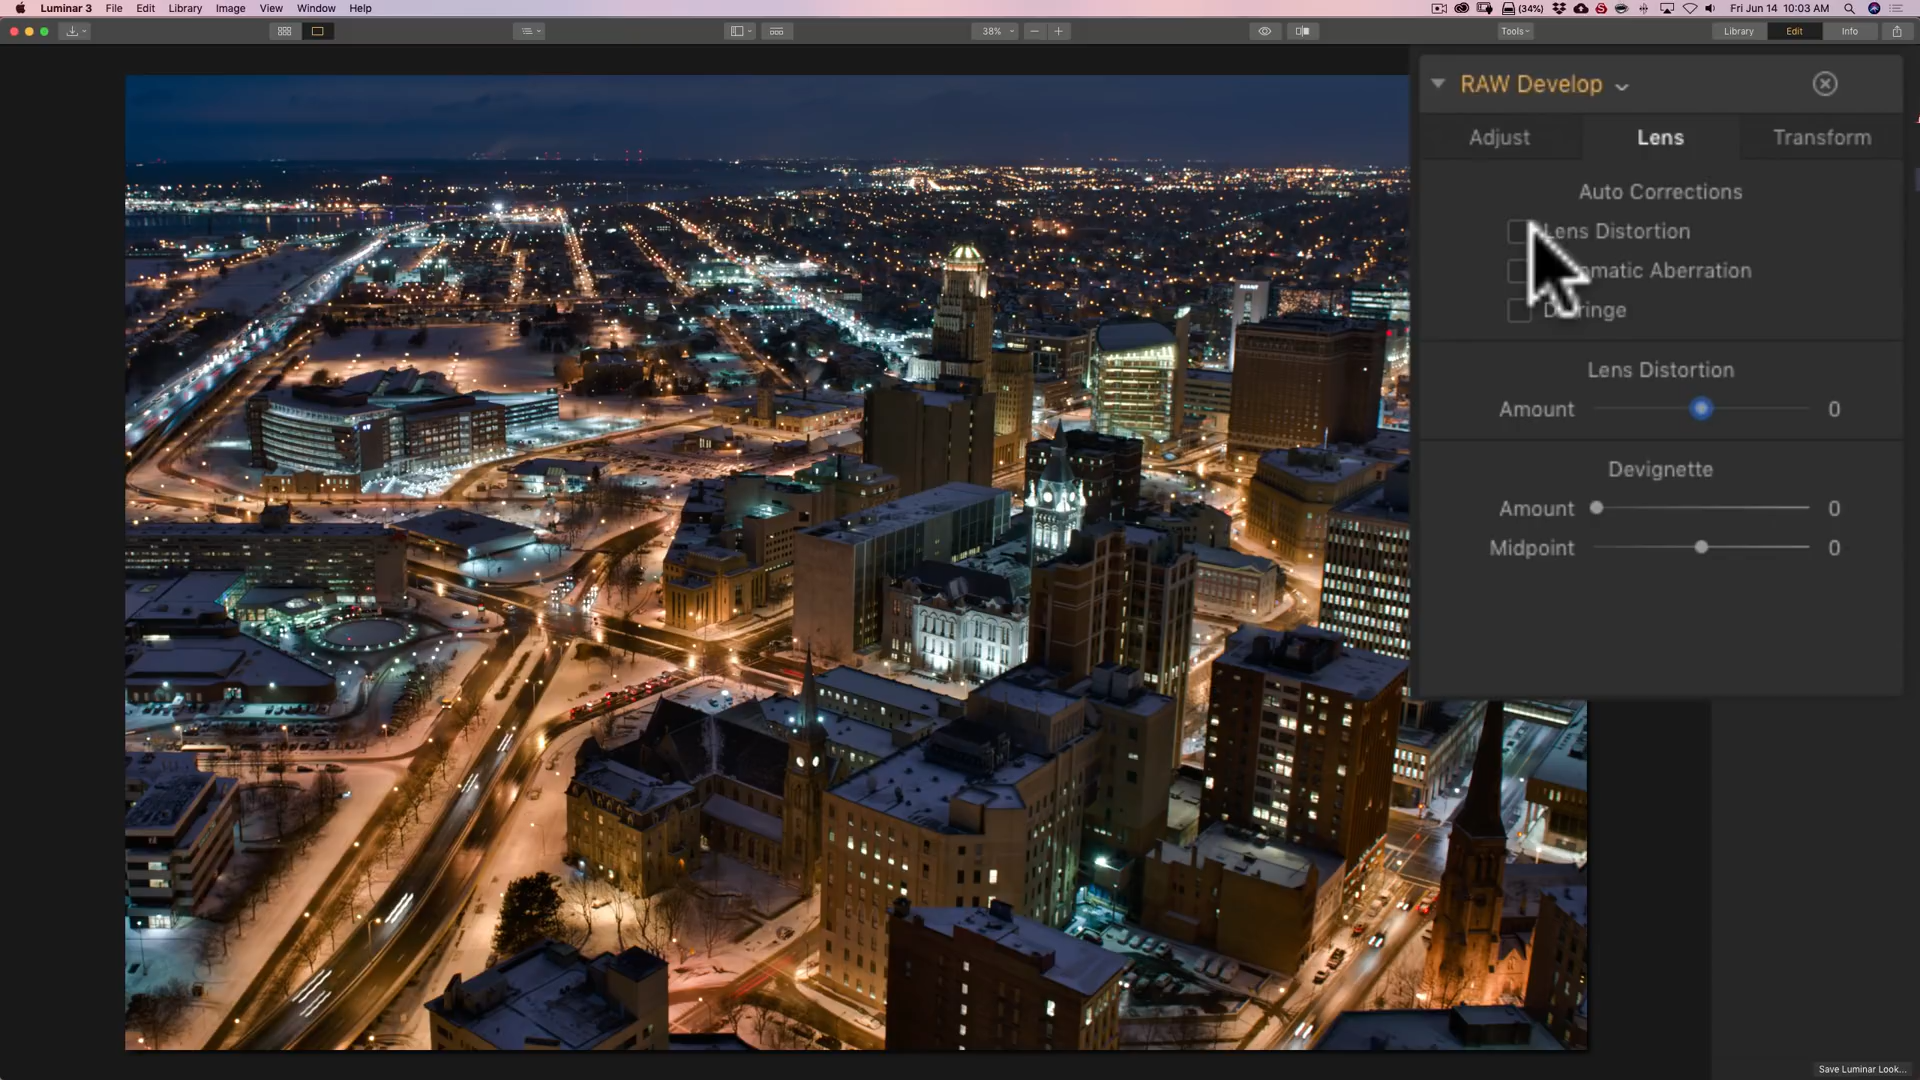 Luminar 3 File Edit Library Image View Window Help (34%) Fri Jun 14 10:03 AM
38% Tools Library Edit Info
RAW Develop
Adjust Lens Transform
Auto Corrections
Lens Distortion
matic Aberration
D ringe
Lens Distortion
Amount 0
Devignette
Amount 0
Midpoint 0
Save Luminar Look...